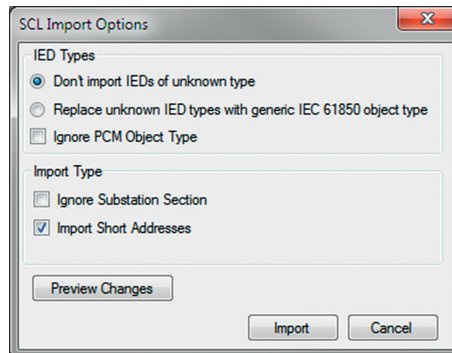 SCL Import Options
IED Types
Don't import IEDs of unknown type
Replace unknown IED types with generic IEC 61850 object type
Ignore PCM Object Type
Import Type
Ignore Substation Section
Import Short Addresses
Preview Changes
Import
Cancel